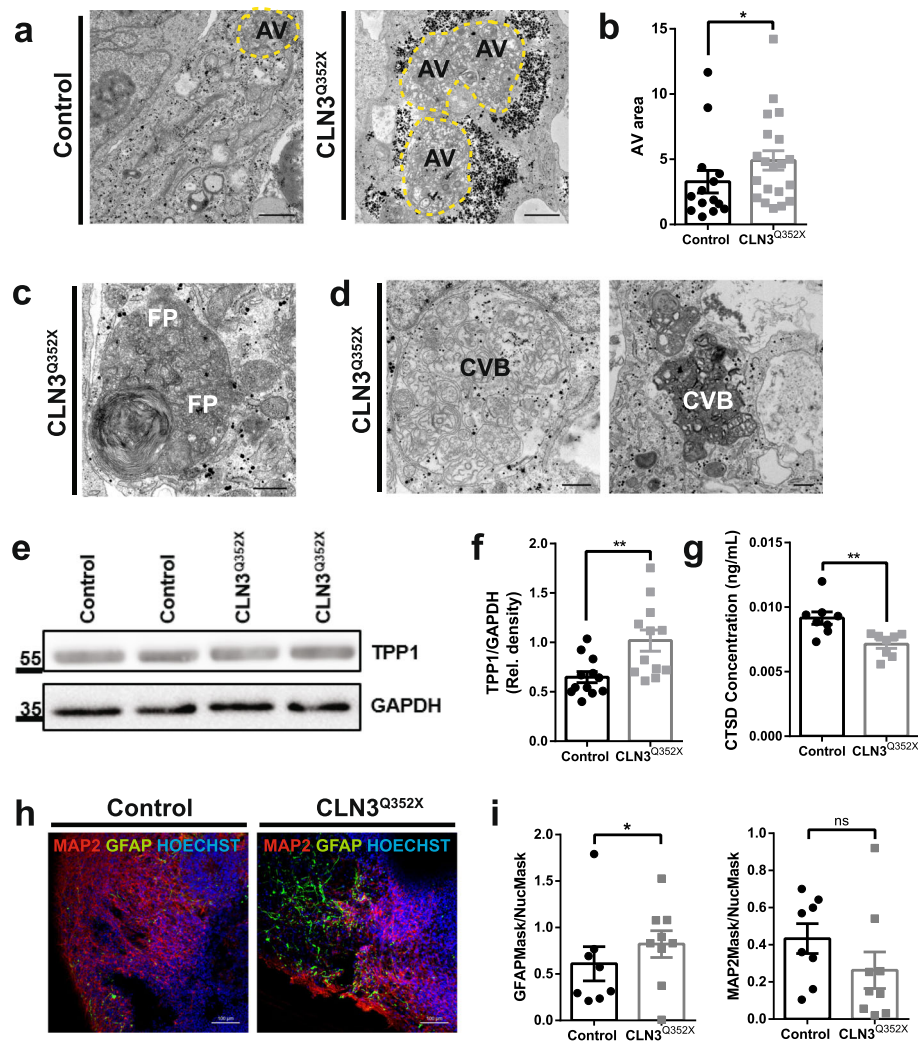 a
Control
AV
CLN3Q352X
AV
AV
AV
b
*
AV area
15
10
5
0
Control
CLN3Q352X
c
CLN3Q352X
FP
FP
d
CLN3Q352X
CVB
CVB
e
Control
Control
CLN3Q352X
CLN3Q352X
55
TPP1
35
GAPDH
f
**
TPP1/GAPDH
(Rel. density)
2.0
1.5
1.0
0.5
0.0
Control
CLN3Q352X
g
**
CTSD Concentration (ng/mL)
0.015
0.010
0.005
0.000
Control
CLN3Q352X
h
Control
CLN3Q352X
MAP2 GFAP HOECHST
MAP2 GFAP HOECHST
100 µm
100 µm
i
*
GFAPMask/NucMask
2.0
1.5
1.0
0.5
0.0
Control
CLN3Q352X
ns
MAP2Mask/NucMask
1.0
0.8
0.6
0.4
0.2
0.0
Control
CLN3Q352X